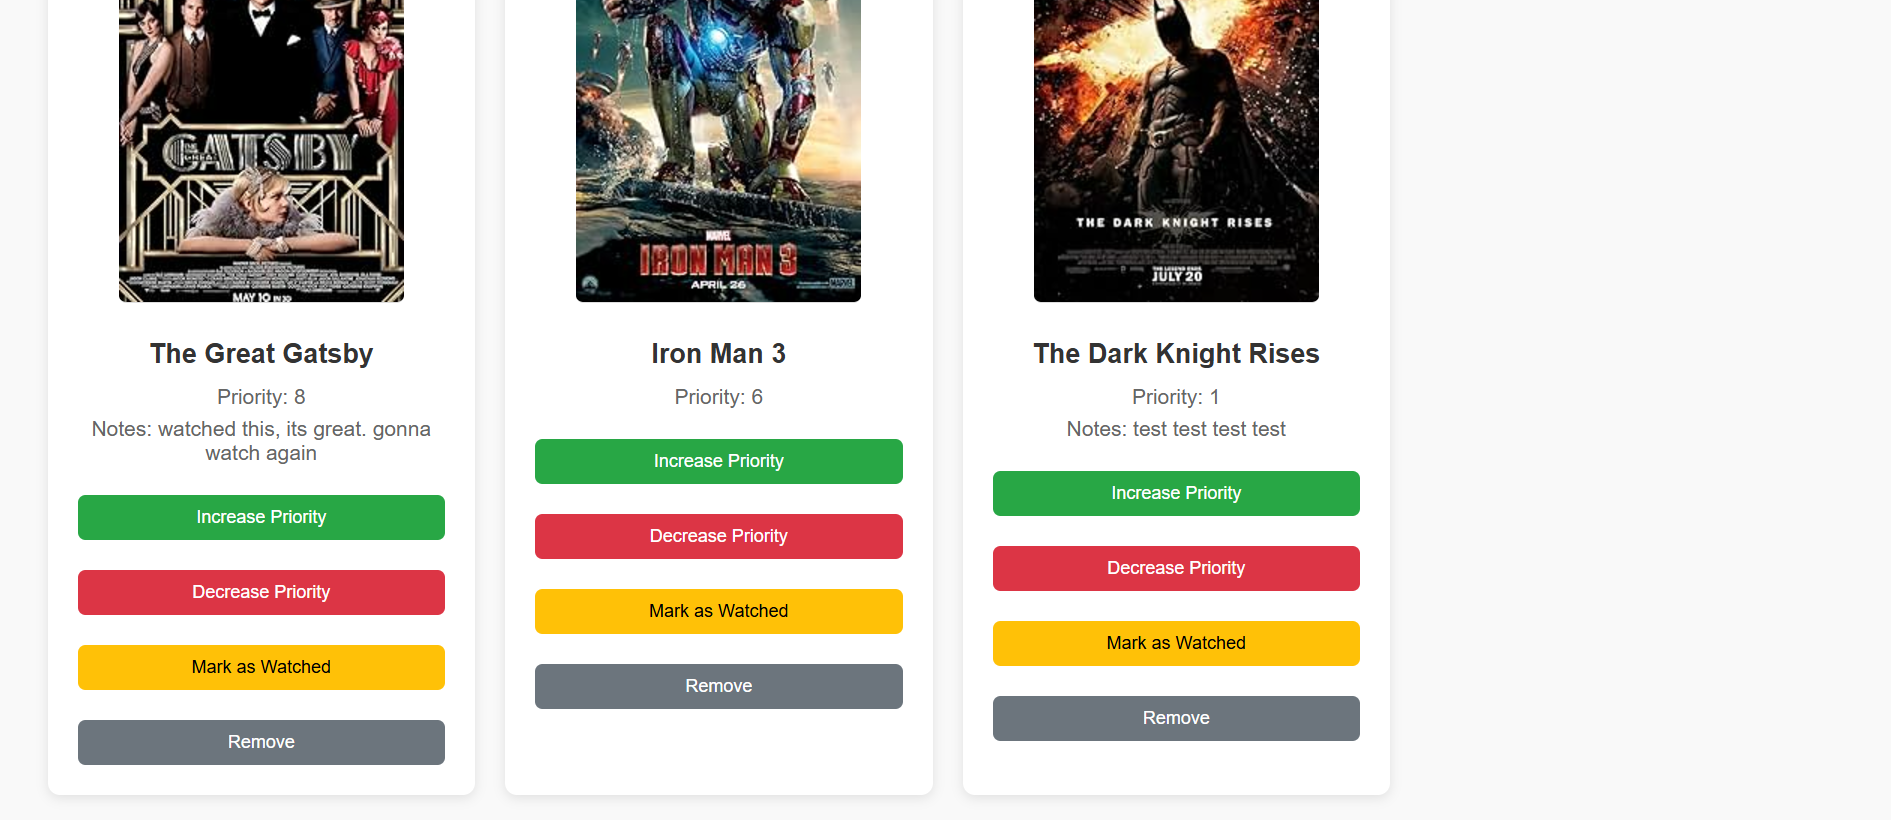 THE GREAT
GATSBY
MAY 10 IN 3D
The Great Gatsby
Priority: 8
Notes: watched this, its great. gonna
watch again
Increase Priority
Decrease Priority
Mark as Watched
Remove
MARVEL
IRON MAN 3
APRIL 26
MARVEL
Iron Man 3
Priority: 6
Increase Priority
Decrease Priority
Mark as Watched
Remove
THE DARK KNIGHT RISES
THE LEGEND ENDS
JULY 20
The Dark Knight Rises
Priority: 1
Notes: test test test test
Increase Priority
Decrease Priority
Mark as Watched
Remove